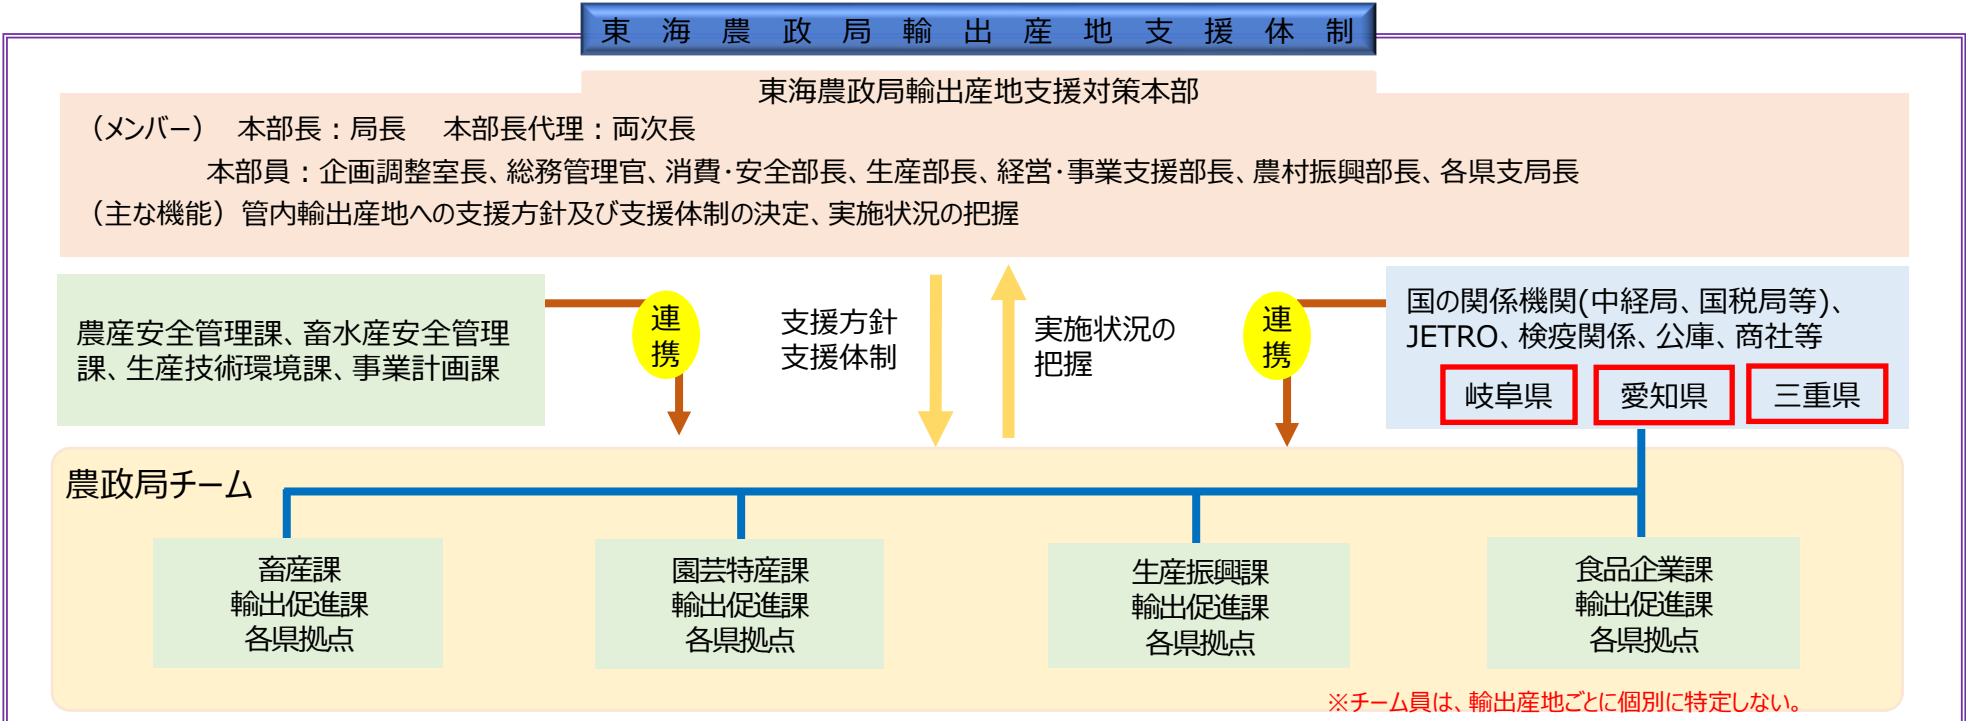 東海農政局輸出産地支援体制
東海農政局輸出産地支援対策本部
（メンバー）　本部長：局長　本部長代理：両次長
本部員：企画調整室長、総務管理官、消費・安全部長、生産部長、経営・事業支援部長、農村振興部長、各県支局長
（主な機能）管内輸出産地への支援方針及び支援体制の決定、実施状況の把握
農産安全管理課、畜水産安全管理
課、生産技術環境課、事業計画課
連
携
支援方針
支援体制
実施状況の
把握
連
携
国の関係機関(中経局、国税局等)、
JETRO、検疫関係、公庫、商社等
岐阜県
愛知県
三重県
農政局チーム
畜産課
輸出促進課
各県拠点
園芸特産課
輸出促進課
各県拠点
生産振興課
輸出促進課
各県拠点
食品企業課
輸出促進課
各県拠点
※チーム員は、輸出産地ごとに個別に特定しない。